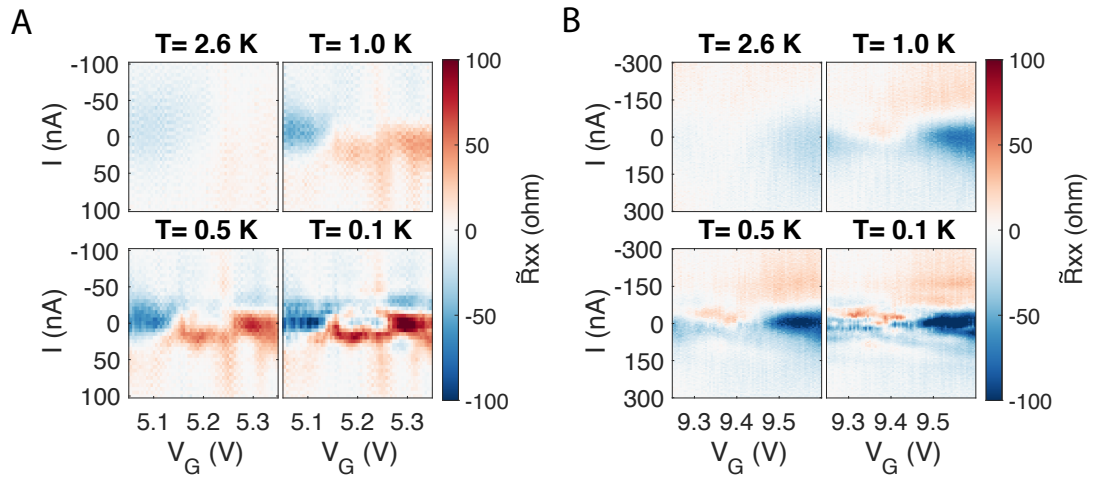 A
T= 2.6 K
T= 1.0 K
-100
-50
0
50
100
I (nA)
T= 0.5 K
T= 0.1 K
-100
-50
0
50
100
I (nA)
5.1 5.2 5.3
5.1 5.2 5.3
V_G (V)
V_G (V)
100
50
0
-50
-100
R̃xx (ohm)
B
T= 2.6 K
T= 1.0 K
-300
-150
0
150
300
I (nA)
T= 0.5 K
T= 0.1 K
-300
-150
0
150
300
I (nA)
9.3 9.4 9.5
9.3 9.4 9.5
V_G (V)
V_G (V)
100
50
0
-50
-100
R̃xx (ohm)